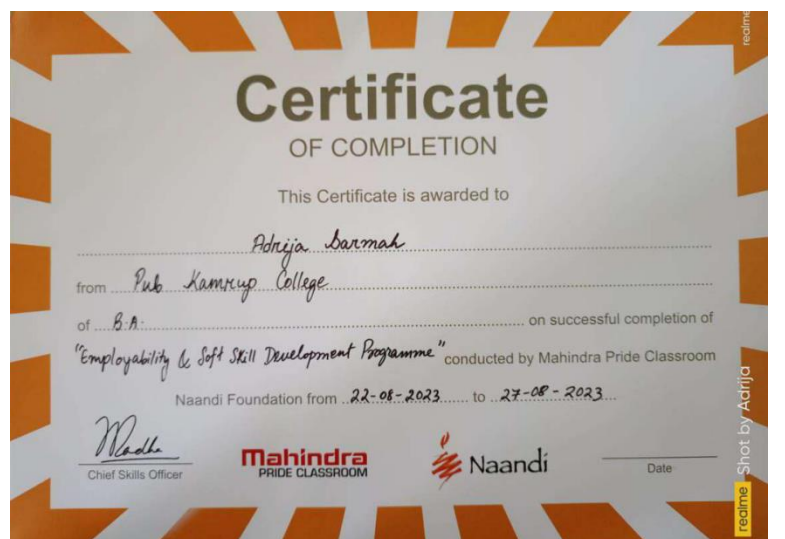 Certificate
OF COMPLETION
This Certificate is awarded to
Adrija Sarmah
from Pub Kamrup College
of B.A. on successful completion of
"Employability & Soft Skill Development Programme" conducted by Mahindra Pride Classroom
Naandi Foundation from 22-08-2023 to 27-08-2023
Chief Skills Officer
Mahindra
PRIDE CLASSROOM
Naandi
Date
realme Shot by Adrija
realme